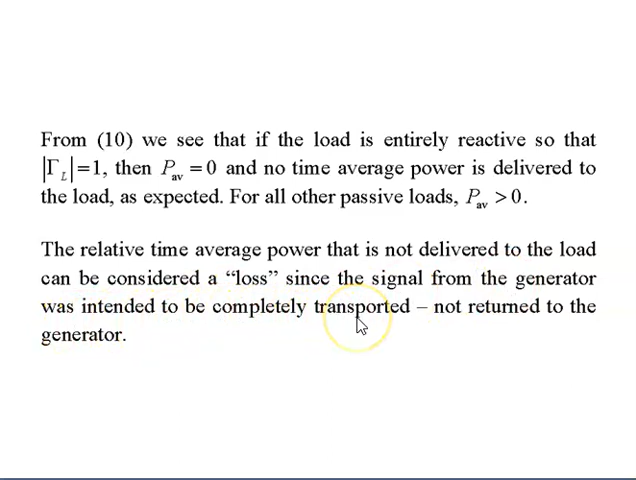 From (10) we see that if the load is entirely reactive so that
|Γ_L|=1, then P_av = 0 and no time average power is delivered to
the load, as expected. For all other passive loads, P_av > 0.
The relative time average power that is not delivered to the load
can be considered a “loss” since the signal from the generator
was intended to be completely transported – not returned to the
generator.